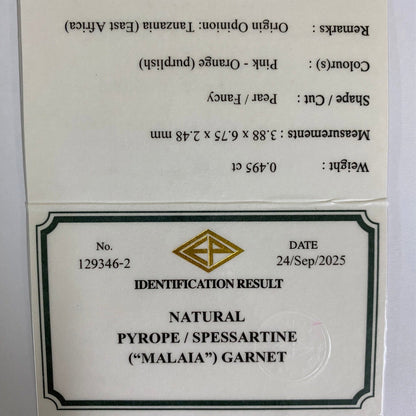 Weight : 0.495 ct
Measurements : 3.88 x 6.75 x 2.48 mm
Shape / Cut : Pear / Fancy
Colour(s) : Pink - Orange (purplish)
Remarks : Origin Opinion: Tanzania (East Africa)
No. DATE
129346-2 24/Sep/2025
IDENTIFICATION RESULT
NATURAL
PYROPE / SPESSARTINE
("MALAIA") GARNET